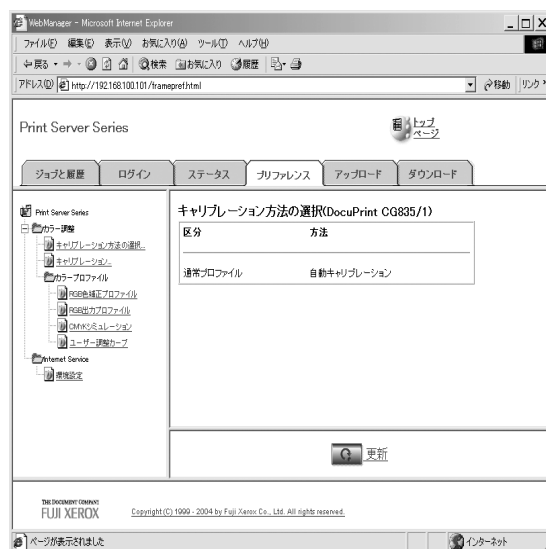 WebManager - Microsoft Internet Explorer
ファイル(F) 編集(E) 表示(V) お気に入り(A) ツール(T) ヘルプ(H)
戻る 検索 お気に入り 履歴
アドレス(D) http://192.168.100.101/framepref.html 移動 リンク
Print Server Series
トップ
ページ
ジョブと履歴 ログイン ステータス プリファレンス アップロード ダウンロード
Print Server Series
カラー調整
キャリブレーション方法の選択...
キャリブレーション...
カラープロファイル
RGB色補正プロファイル
RGB出力プロファイル
CMYKシミュレーション
ユーザー調整カーブ
Internet Service
環境設定
キャリブレーション方法の選択(DocuPrint CG835/1)
区分 方法
通常プロファイル 自動キャリブレーション
更新
THE DOCUMENT COMPANY
FUJI XEROX
Copyright (C) 1999 - 2004 by Fuji Xerox Co., Ltd. All rights reserved.
ページが表示されました インターネット